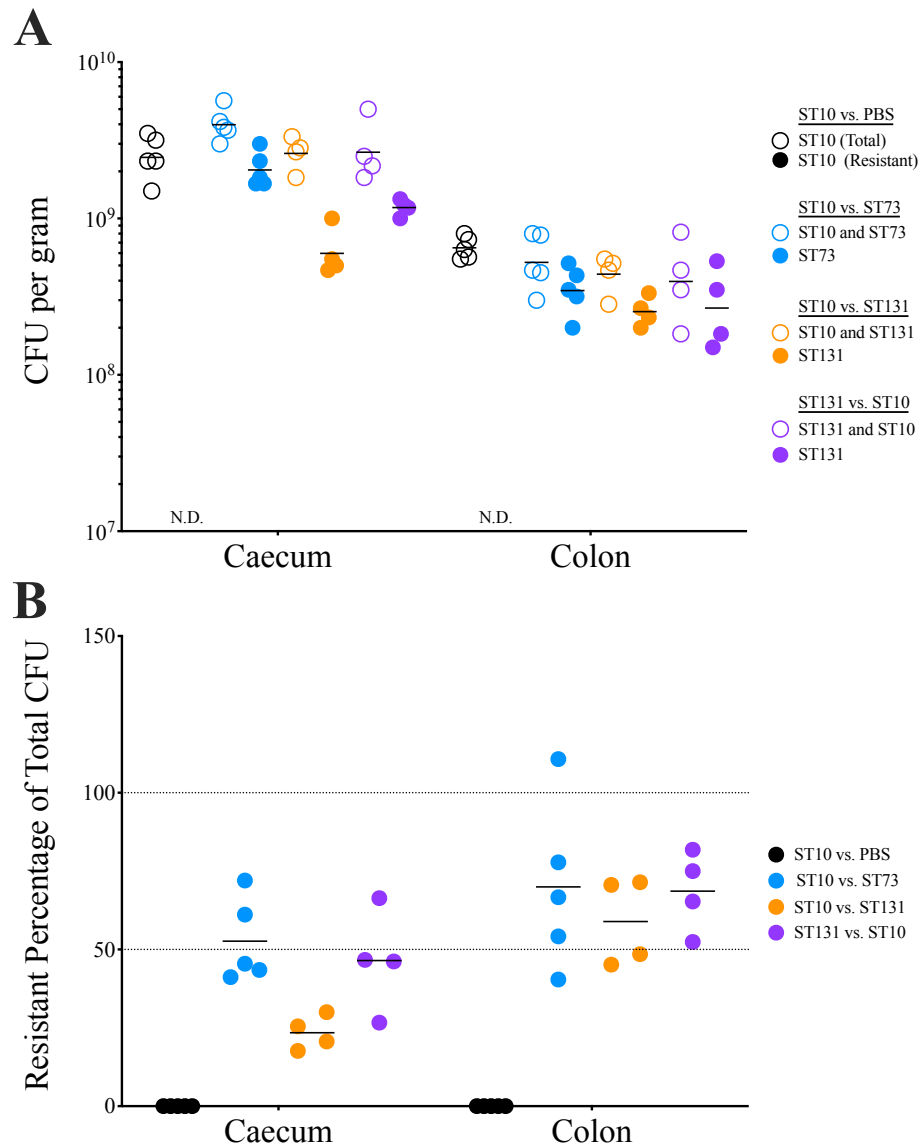 A
CFU per gram
10^10
10^9
10^8
10^7
N.D.
N.D.
Caecum
Colon
ST10 vs. PBS
ST10 (Total)
ST10 (Resistant)
ST10 vs. ST73
ST10 and ST73
ST73
ST10 vs. ST131
ST10 and ST131
ST131
ST131 vs. ST10
ST131 and ST10
ST131
B
Resistant Percentage of Total CFU
150
100
50
0
Caecum
Colon
ST10 vs. PBS
ST10 vs. ST73
ST10 vs. ST131
ST131 vs. ST10